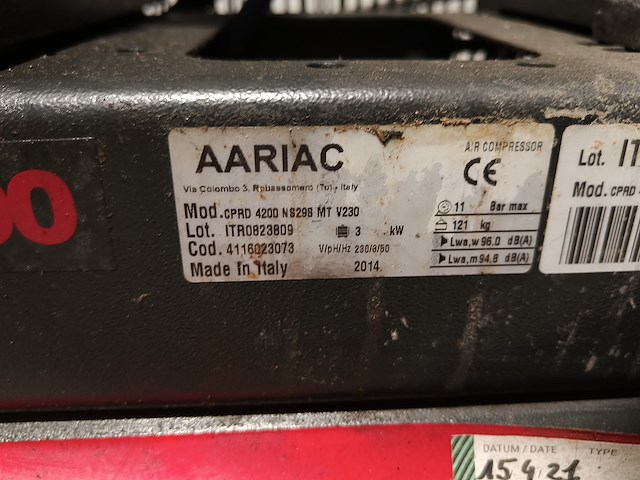 00
AARIAC
AIR COMPRESSOR
Via Colombo 3, Robassomero (To) - Italy
CE
Mod. CPRD 4200 NS29S MT V230
Lot. ITR0823809
3 kW
Cod. 4116023073
V/pH/Hz 230/3/50
Made In Italy
2014
11 Bar max
121 kg
Lwa,w 96.0 dB(A)
Lwa,m 94.8 dB(A)
Lot. IT
Mod. CPRD
DATUM / DATE
TYPE
15 4 21